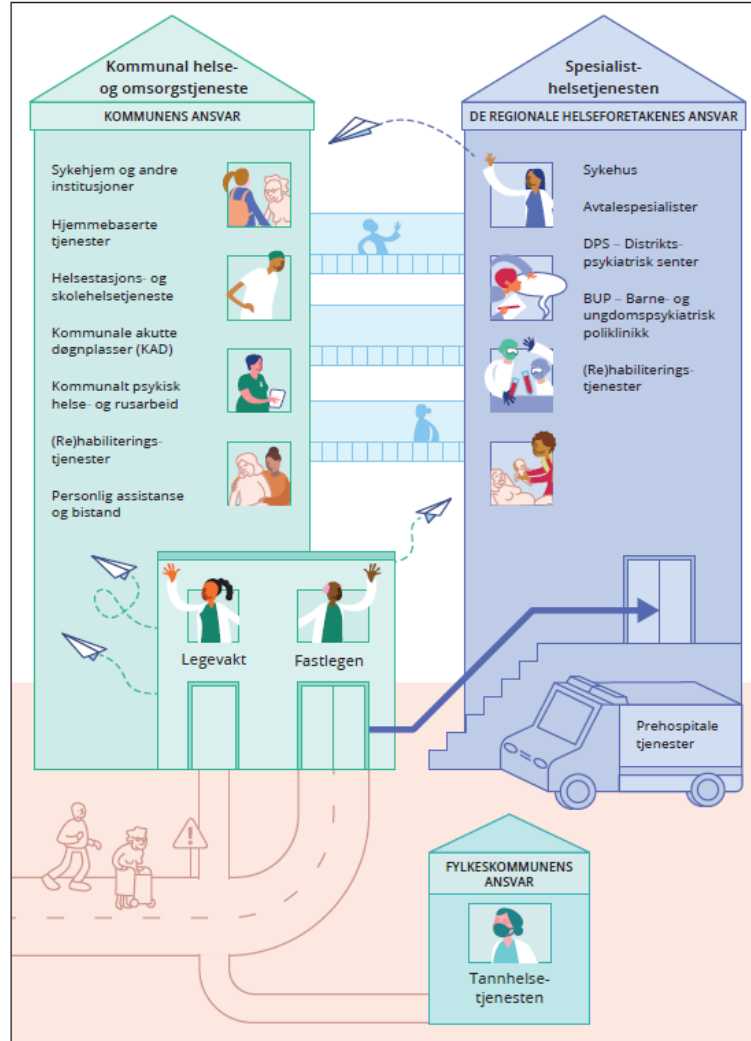 Kommunal helse-
og omsorgstjeneste
KOMMUNENS ANSVAR
Sykehjem og andre
institusjoner
Hjemmebaserte
tjenester
Helsestasjons- og
skolehelsetjeneste
Kommunale akutte
døgnplasser (KAD)
Kommunalt psykisk
helse- og rusarbeid
(Re)habiliterings-
tjenester
Personlig assistanse
og bistand
Legevakt
Fastlegen
Spesialist-
helsetjenesten
DE REGIONALE HELSEFORETAKENES ANSVAR
Sykehus
Avtalespesialister
DPS – Distrikts-
psykiatrisk senter
BUP – Barne- og
ungdomspsykiatrisk
poliklinikk
(Re)habiliterings-
tjenester
Prehospitale
tjenester
!
FYLKESKOMMUNENS
ANSVAR
Tannhelse-
tjenesten